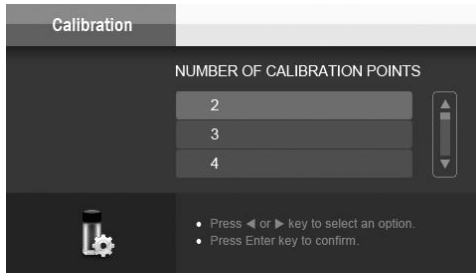 Calibration
NUMBER OF CALIBRATION POINTS
2
3
4
• Press ◀ or ▶ key to select an option.
• Press Enter key to confirm.